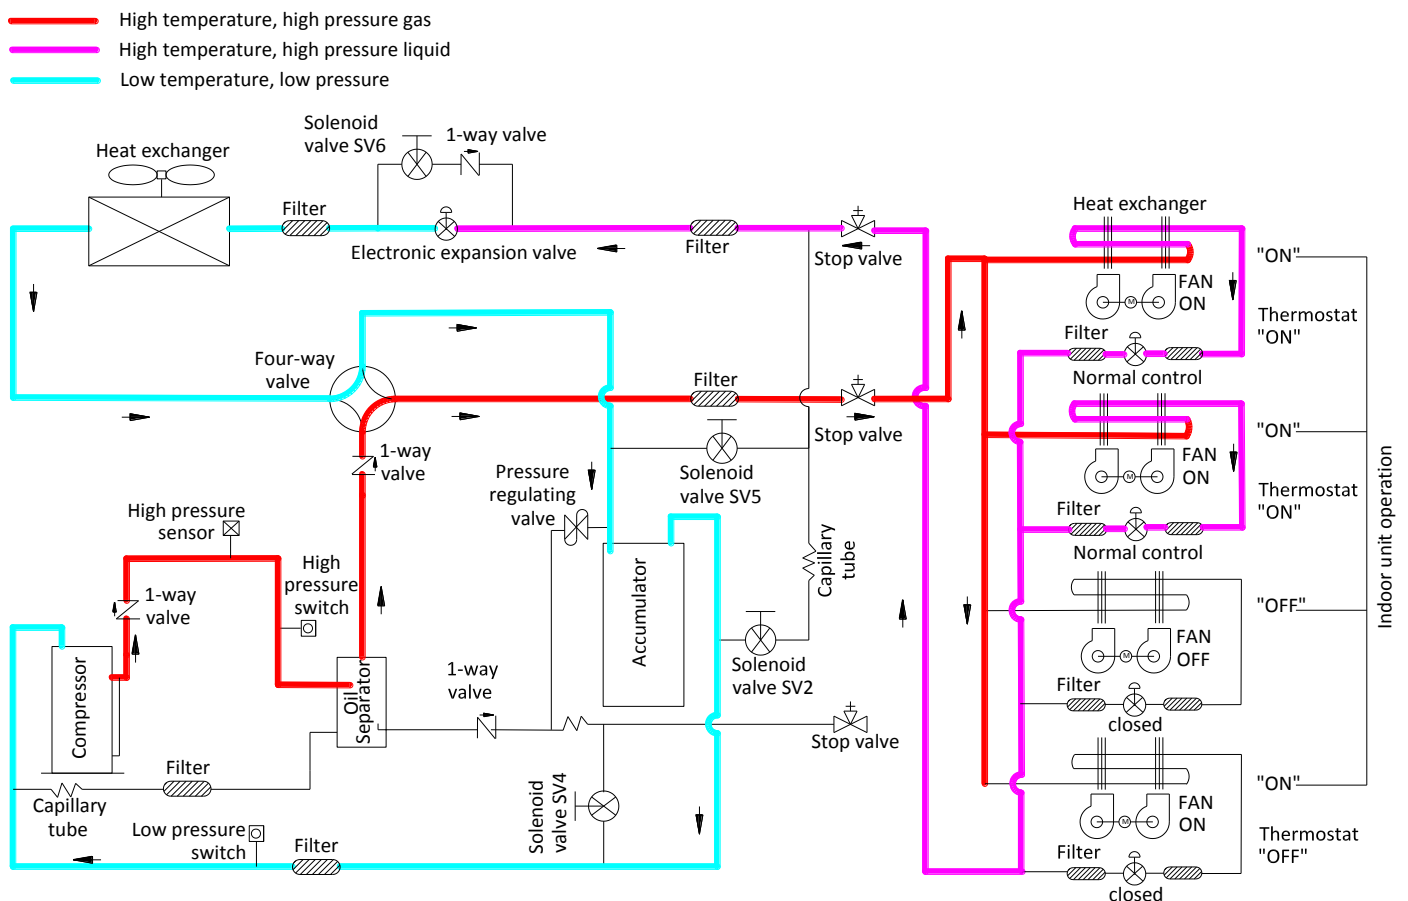 High temperature, high pressure gas
High temperature, high pressure liquid
Low temperature, low pressure
Solenoid
valve SV6
1-way valve
Heat exchanger
Filter
Electronic expansion valve
Filter
Stop valve
Heat exchanger
"ON"
FAN
ON
M
Thermostat
"ON"
Filter
Normal control
Four-way
valve
Filter
Stop valve
1-way
valve
Solenoid
valve SV5
Pressure
regulating
valve
"ON"
FAN
ON
M
Thermostat
"ON"
Filter
Normal control
High pressure
sensor
High
pressure
switch
1-way
valve
Capillary
tube
Accumulator
Solenoid
valve SV2
"OFF"
FAN
OFF
M
Filter
closed
Indoor unit operation
Compressor
Oil
Separator
1-way
valve
Stop valve
Filter
Capillary
tube
Solenoid
valve SV4
Low pressure
switch
Filter
"ON"
FAN
ON
M
Thermostat
"OFF"
Filter
closed